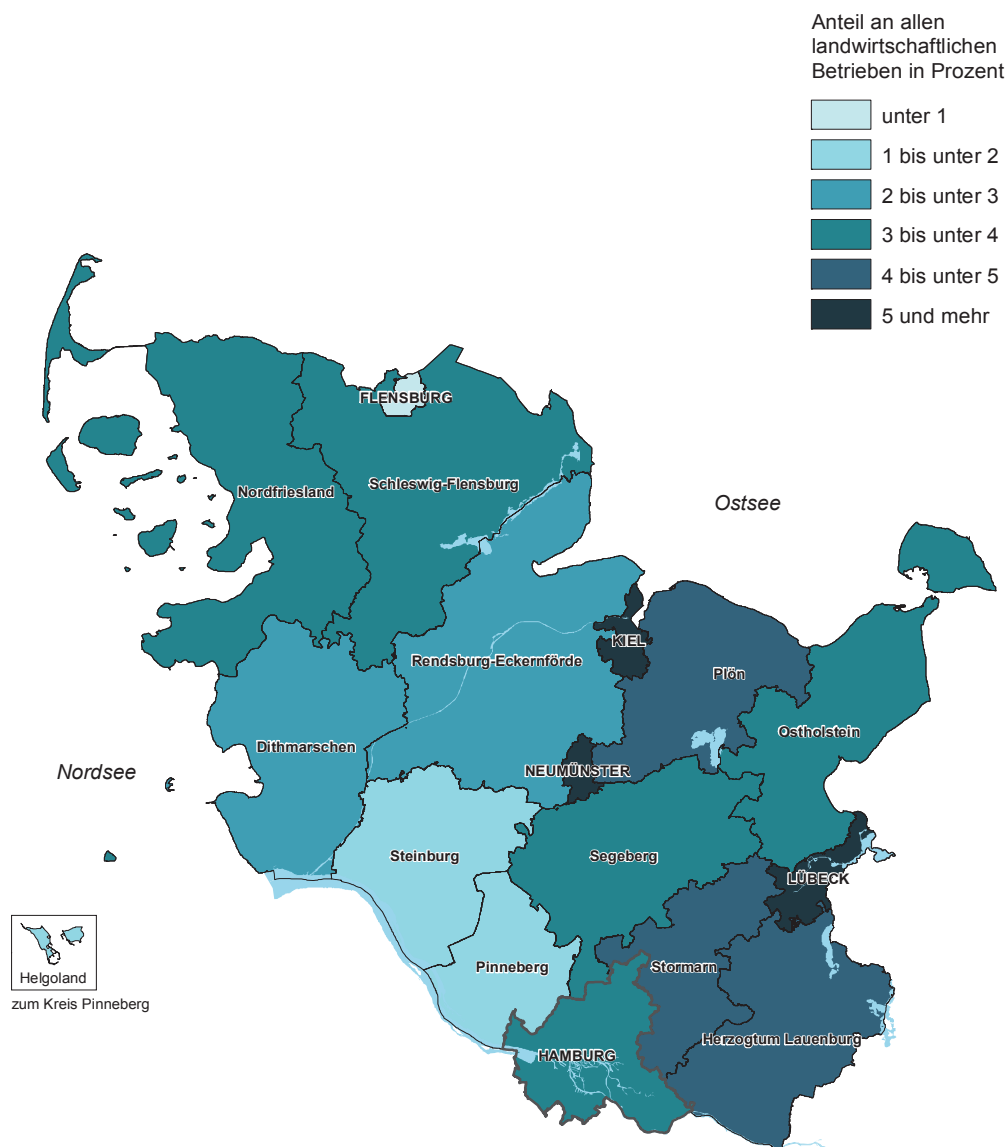 Anteil an allen
landwirtschaftlichen
Betrieben in Prozent
unter 1
1 bis unter 2
2 bis unter 3
3 bis unter 4
4 bis unter 5
5 und mehr
FLENSBURG
Nordfriesland
Schleswig-Flensburg
Ostsee
KIEL
Rendsburg-Eckernförde
Plön
Ostholstein
Dithmarschen
Nordsee
NEUMÜNSTER
Steinburg
Segeberg
LÜBECK
Pinneberg
Stormarn
Helgoland
zum Kreis Pinneberg
Herzogtum Lauenburg
HAMBURG